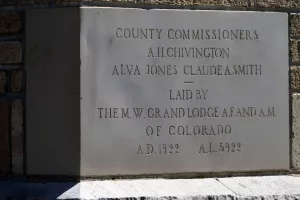 COUNTY COMMISSIONERS
A.H.CHIVINGTON
ALVA JONES CLAUDE A.SMITH
—
LAID BY
THE M.W. GRAND LODGE A.F. AND A.M.
OF COLORADO
A.D. 1922 A.L. 5922